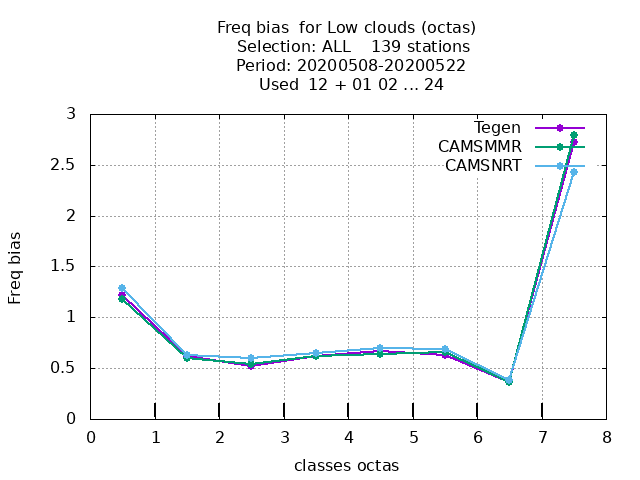 Freq bias  for Low clouds (octas)
Selection: ALL    139 stations
Period: 20200508-20200522
Used  12 + 01 02 ... 24
Tegen
CAMSMMR
CAMSNRT
3
2.5
2
1.5
1
0.5
0
Freq bias
0 1 2 3 4 5 6 7 8
classes octas